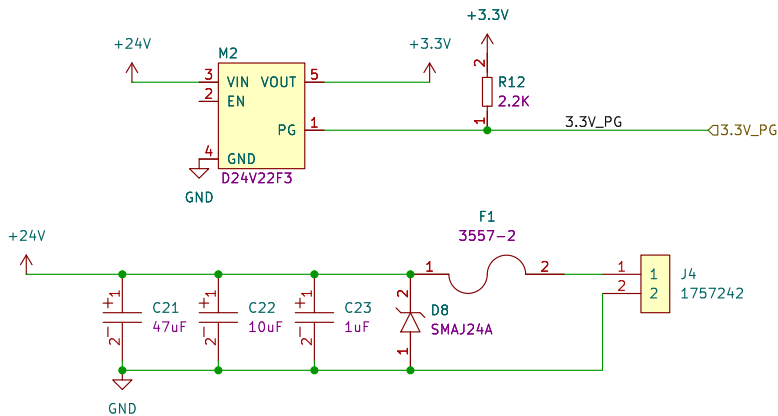 +3.3V
+24V
M2
+3.3V
2
R12
2.2K
1
3
VIN
VOUT
5
2
EN
PG
1
3.3V_PG
3.3V_PG
4
GND
D24V22F3
GND
F1
3557-2
+24V
1
2
1
1
J4
2
2
1757242
+
1
C21
47uF
2
-
+
1
C22
10uF
2
-
+
1
C23
1uF
2
-
2
D8
SMAJ24A
1
GND